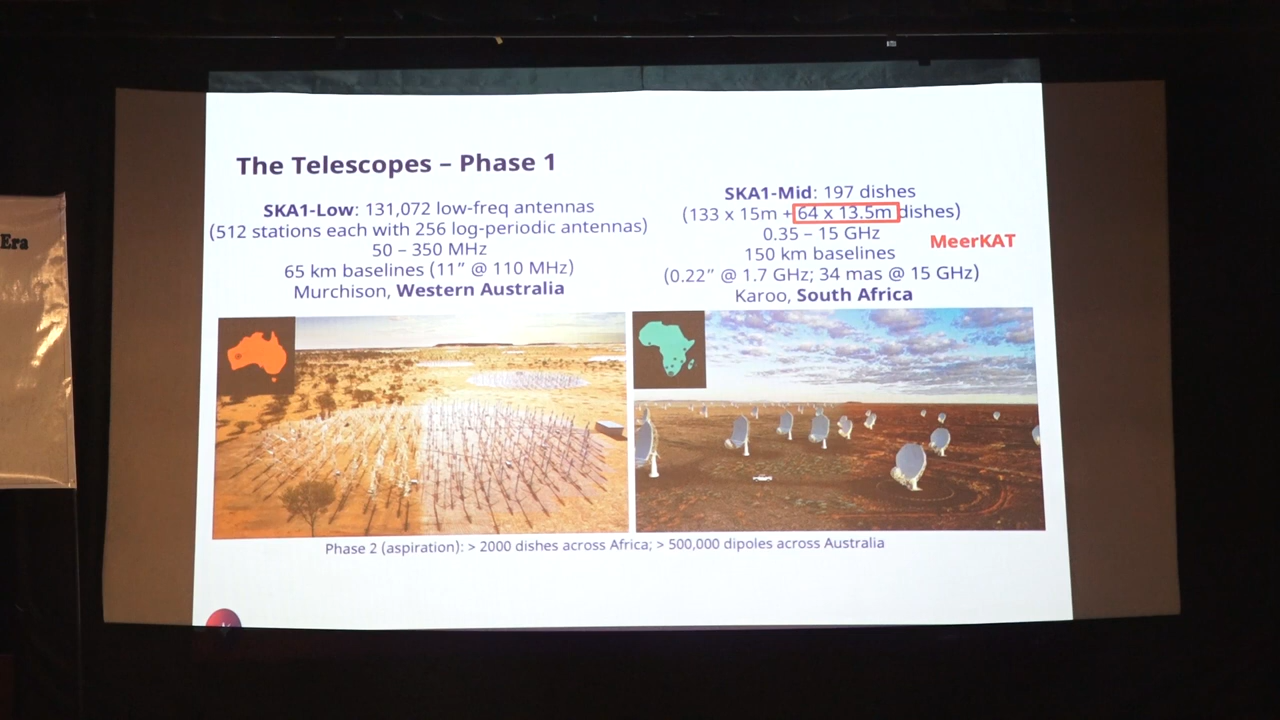 Era
The Telescopes – Phase 1
SKA1-Low: 131,072 low-freq antennas
(512 stations each with 256 log-periodic antennas)
50 – 350 MHz
65 km baselines (11” @ 110 MHz)
Murchison, Western Australia
SKA1-Mid: 197 dishes
(133 x 15m + 64 x 13.5m dishes)
0.35 – 15 GHz
MeerKAT
150 km baselines
(0.22” @ 1.7 GHz; 34 mas @ 15 GHz)
Karoo, South Africa
Phase 2 (aspiration): > 2000 dishes across Africa; > 500,000 dipoles across Australia